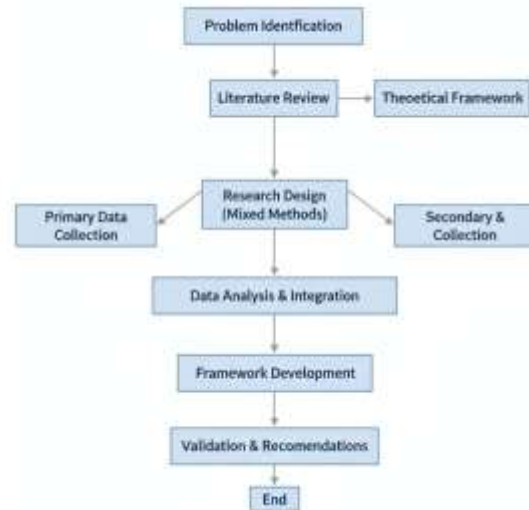 Problem Identfication
Literature Review
Theoetical Framework
Research Design
(Mixed Methods)
Primary Data
Collection
Secondary &
Collection
Data Analysis & Integration
Framework Development
Validation & Recomendations
End